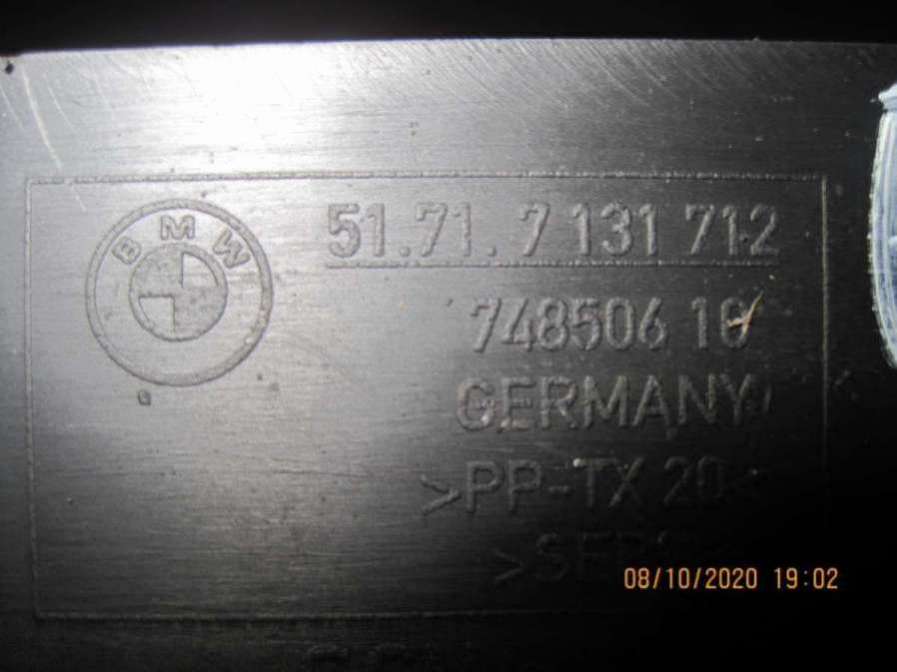 BMW
51.71.7 131 712
748506 10
GERMANY
>PP-TX 20<
08/10/2020 19:02